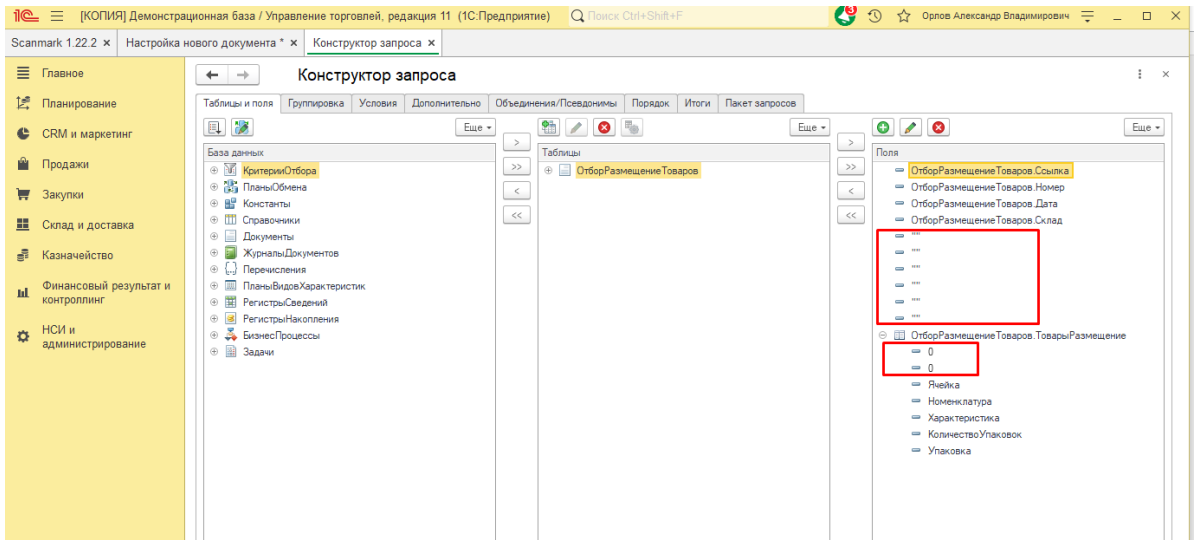 [КОПИЯ] Демонстрационная база / Управление торговлей, редакция 11 (1С:Предприятие) Поиск Ctrl+Shift+F 3 Орлов Александр Владимирович
Scanmark 1.22.2 × Настройка нового документа * × Конструктор запроса ×
Главное
Планирование
CRM и маркетинг
Продажи
Закупки
Склад и доставка
Казначейство
Финансовый результат и
контроллинг
НСИ и
администрирование
Конструктор запроса
Таблицы и поля Группировка Условия Дополнительно Объединения/Псевдонимы Порядок Итоги Пакет запросов
Еще
База данных
КритерииОтбора
ПланыОбмена
Константы
Справочники
Документы
ЖурналыДокументов
Перечисления
ПланыВидовХарактеристик
РегистрыСведений
РегистрыНакопления
БизнесПроцессы
Задачи
>
>>
<
<<
Еще
Таблицы
ОтборРазмещениеТоваров
>
>>
<
<<
Еще
Поля
ОтборРазмещениеТоваров.Ссылка
ОтборРазмещениеТоваров.Номер
ОтборРазмещениеТоваров.Дата
ОтборРазмещениеТоваров.Склад
""
""
""
""
""
""
ОтборРазмещениеТоваров.ТоварыРазмещение
0
0
Ячейка
Номенклатура
Характеристика
КоличествоУпаковок
Упаковка